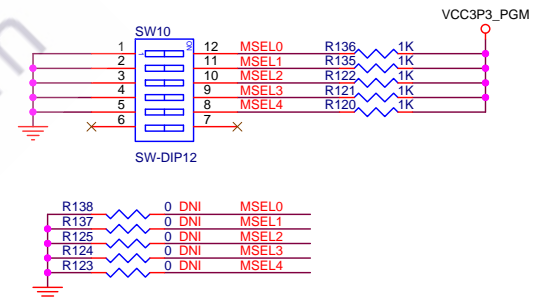 VCC3P3_PGM
SW10
ON
1 12 MSEL0 R136 1K
2 11 MSEL1 R135 1K
3 10 MSEL2 R122 1K
4 9 MSEL3 R121 1K
5 8 MSEL4 R120 1K
6 7
SW-DIP12
R138 0 DNI MSEL0
R137 0 DNI MSEL1
R125 0 DNI MSEL2
R124 0 DNI MSEL3
R123 0 DNI MSEL4